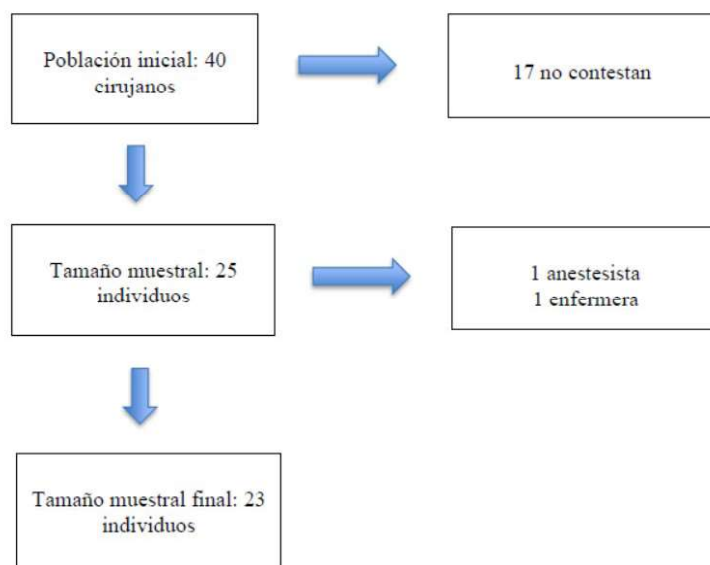 Población inicial: 40
cirujanos
17 no contestan
Tamaño muestral: 25
individuos
1 anestesista
1 enfermera
Tamaño muestral final: 23
individuos